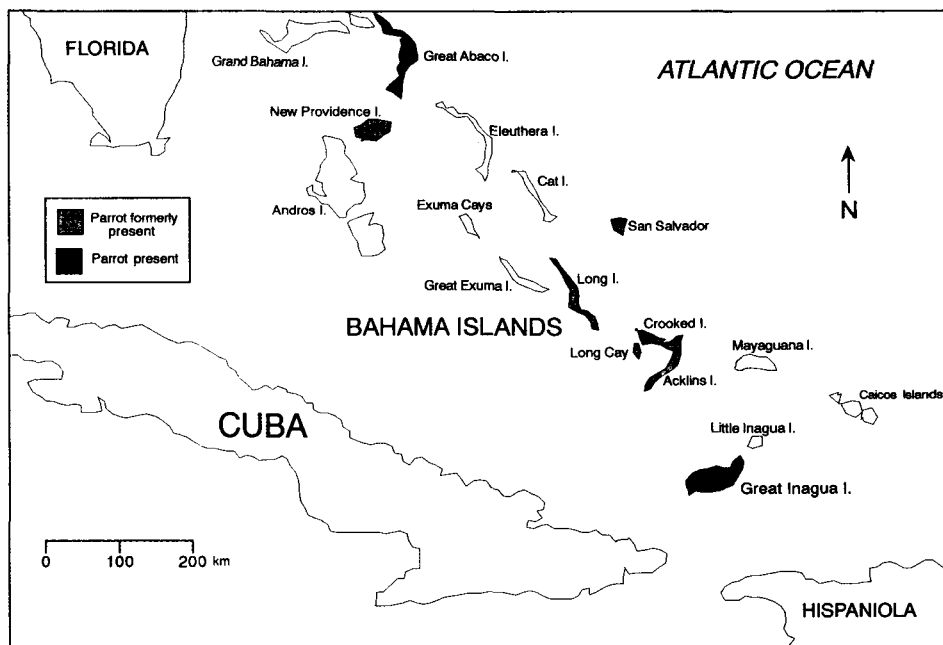 FLORIDA
Grand Bahama I.
Great Abaco I.
ATLANTIC OCEAN
New Providence I.
Eleuthera I.
Cat I.
N
Andros I.
Exuma Cays
San Salvador
Parrot formerly
present
Parrot present
Great Exuma I.
Long I.
BAHAMA ISLANDS
Crooked I.
Long Cay
Mayaguana I.
Acklins I.
Caicos Islands
CUBA
Little Inagua I.
Great Inagua I.
0 100 200 km
HISPANIOLA